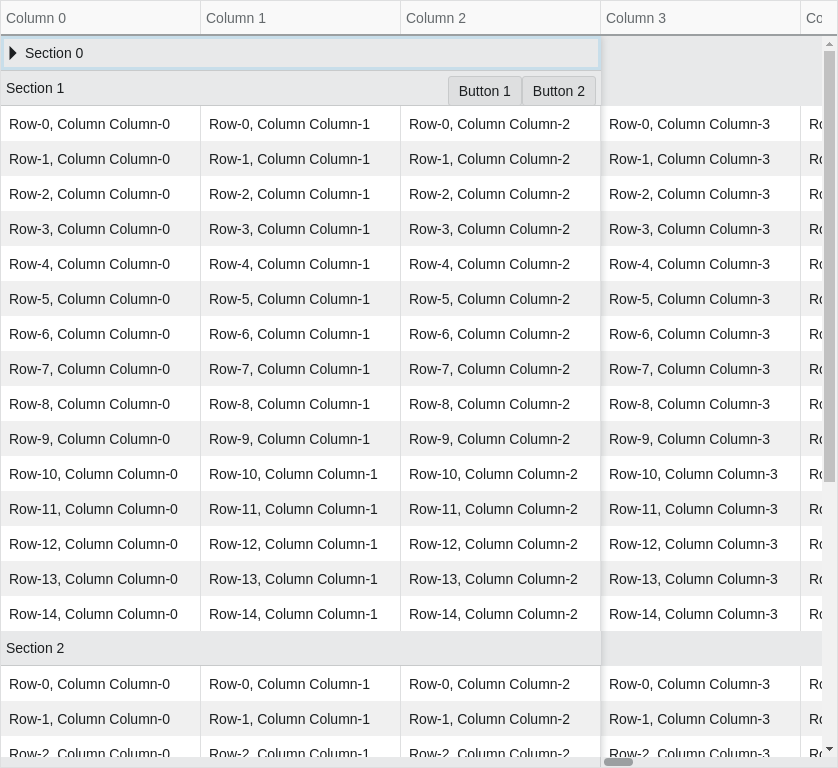 Column 0 Column 1 Column 2 Column 3 Co
Section 0
Section 1 Button 1 Button 2
Row-0, Column Column-0 Row-0, Column Column-1 Row-0, Column Column-2 Row-0, Column Column-3 Ro
Row-1, Column Column-0 Row-1, Column Column-1 Row-1, Column Column-2 Row-1, Column Column-3 Ro
Row-2, Column Column-0 Row-2, Column Column-1 Row-2, Column Column-2 Row-2, Column Column-3 Ro
Row-3, Column Column-0 Row-3, Column Column-1 Row-3, Column Column-2 Row-3, Column Column-3 Ro
Row-4, Column Column-0 Row-4, Column Column-1 Row-4, Column Column-2 Row-4, Column Column-3 Ro
Row-5, Column Column-0 Row-5, Column Column-1 Row-5, Column Column-2 Row-5, Column Column-3 Ro
Row-6, Column Column-0 Row-6, Column Column-1 Row-6, Column Column-2 Row-6, Column Column-3 Ro
Row-7, Column Column-0 Row-7, Column Column-1 Row-7, Column Column-2 Row-7, Column Column-3 Ro
Row-8, Column Column-0 Row-8, Column Column-1 Row-8, Column Column-2 Row-8, Column Column-3 Ro
Row-9, Column Column-0 Row-9, Column Column-1 Row-9, Column Column-2 Row-9, Column Column-3 Ro
Row-10, Column Column-0 Row-10, Column Column-1 Row-10, Column Column-2 Row-10, Column Column-3 Ro
Row-11, Column Column-0 Row-11, Column Column-1 Row-11, Column Column-2 Row-11, Column Column-3 Ro
Row-12, Column Column-0 Row-12, Column Column-1 Row-12, Column Column-2 Row-12, Column Column-3 Ro
Row-13, Column Column-0 Row-13, Column Column-1 Row-13, Column Column-2 Row-13, Column Column-3 Ro
Row-14, Column Column-0 Row-14, Column Column-1 Row-14, Column Column-2 Row-14, Column Column-3 Ro
Section 2
Row-0, Column Column-0 Row-0, Column Column-1 Row-0, Column Column-2 Row-0, Column Column-3 Ro
Row-1, Column Column-0 Row-1, Column Column-1 Row-1, Column Column-2 Row-1, Column Column-3 Ro
Row-2, Column Column-0 Row-2, Column Column-1 Row-2, Column Column-2 Row-2, Column Column-3 Ro